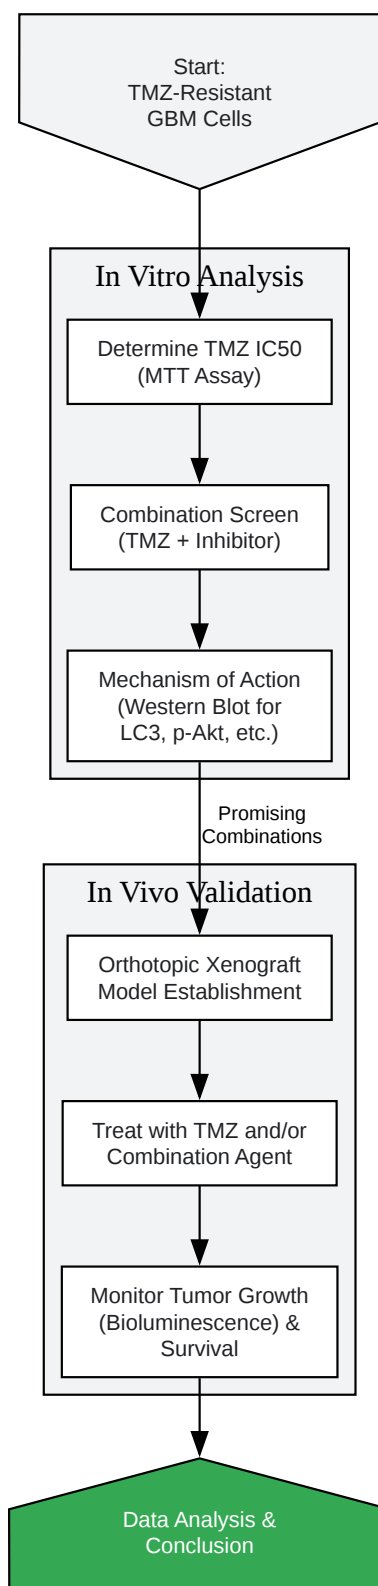 Start:
TMZ-Resistant
GBM Cells
In Vitro Analysis
Determine TMZ IC50
(MTT Assay)
Combination Screen
(TMZ + Inhibitor)
Mechanism of Action
(Western Blot for
LC3, p-Akt, etc.)
Promising
Combinations
In Vivo Validation
Orthotopic Xenograft
Model Establishment
Treat with TMZ and/or
Combination Agent
Monitor Tumor Growth
(Bioluminescence) &
Survival
Data Analysis &
Conclusion